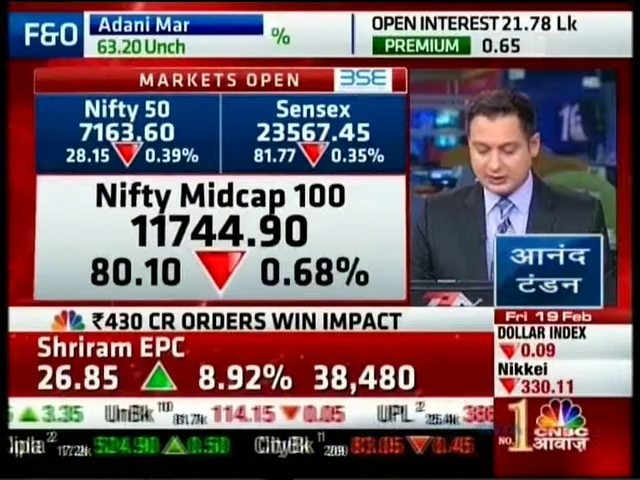 F&O
Adani Mar
63.20 Unch
%
OPEN INTEREST 21.78 Lk
PREMIUM 0.65
MARKETS OPEN BSE
Nifty 50
7163.60
28.15 0.39%
Sensex
23567.45
81.77 0.35%
Nifty Midcap 100
11744.90
80.10 0.68%
आनंद
टंडन
Fri 19 Feb
₹430 CR ORDERS WIN IMPACT
Shriram EPC
26.85 8.92% 38,480
DOLLAR INDEX
0.09
Nikkei
330.11
3.35 UniBk 114.15 0.05 UPL
524.90 0.50 CityBk 83.05 0.45
NO. 1 CNBC
आवाज़